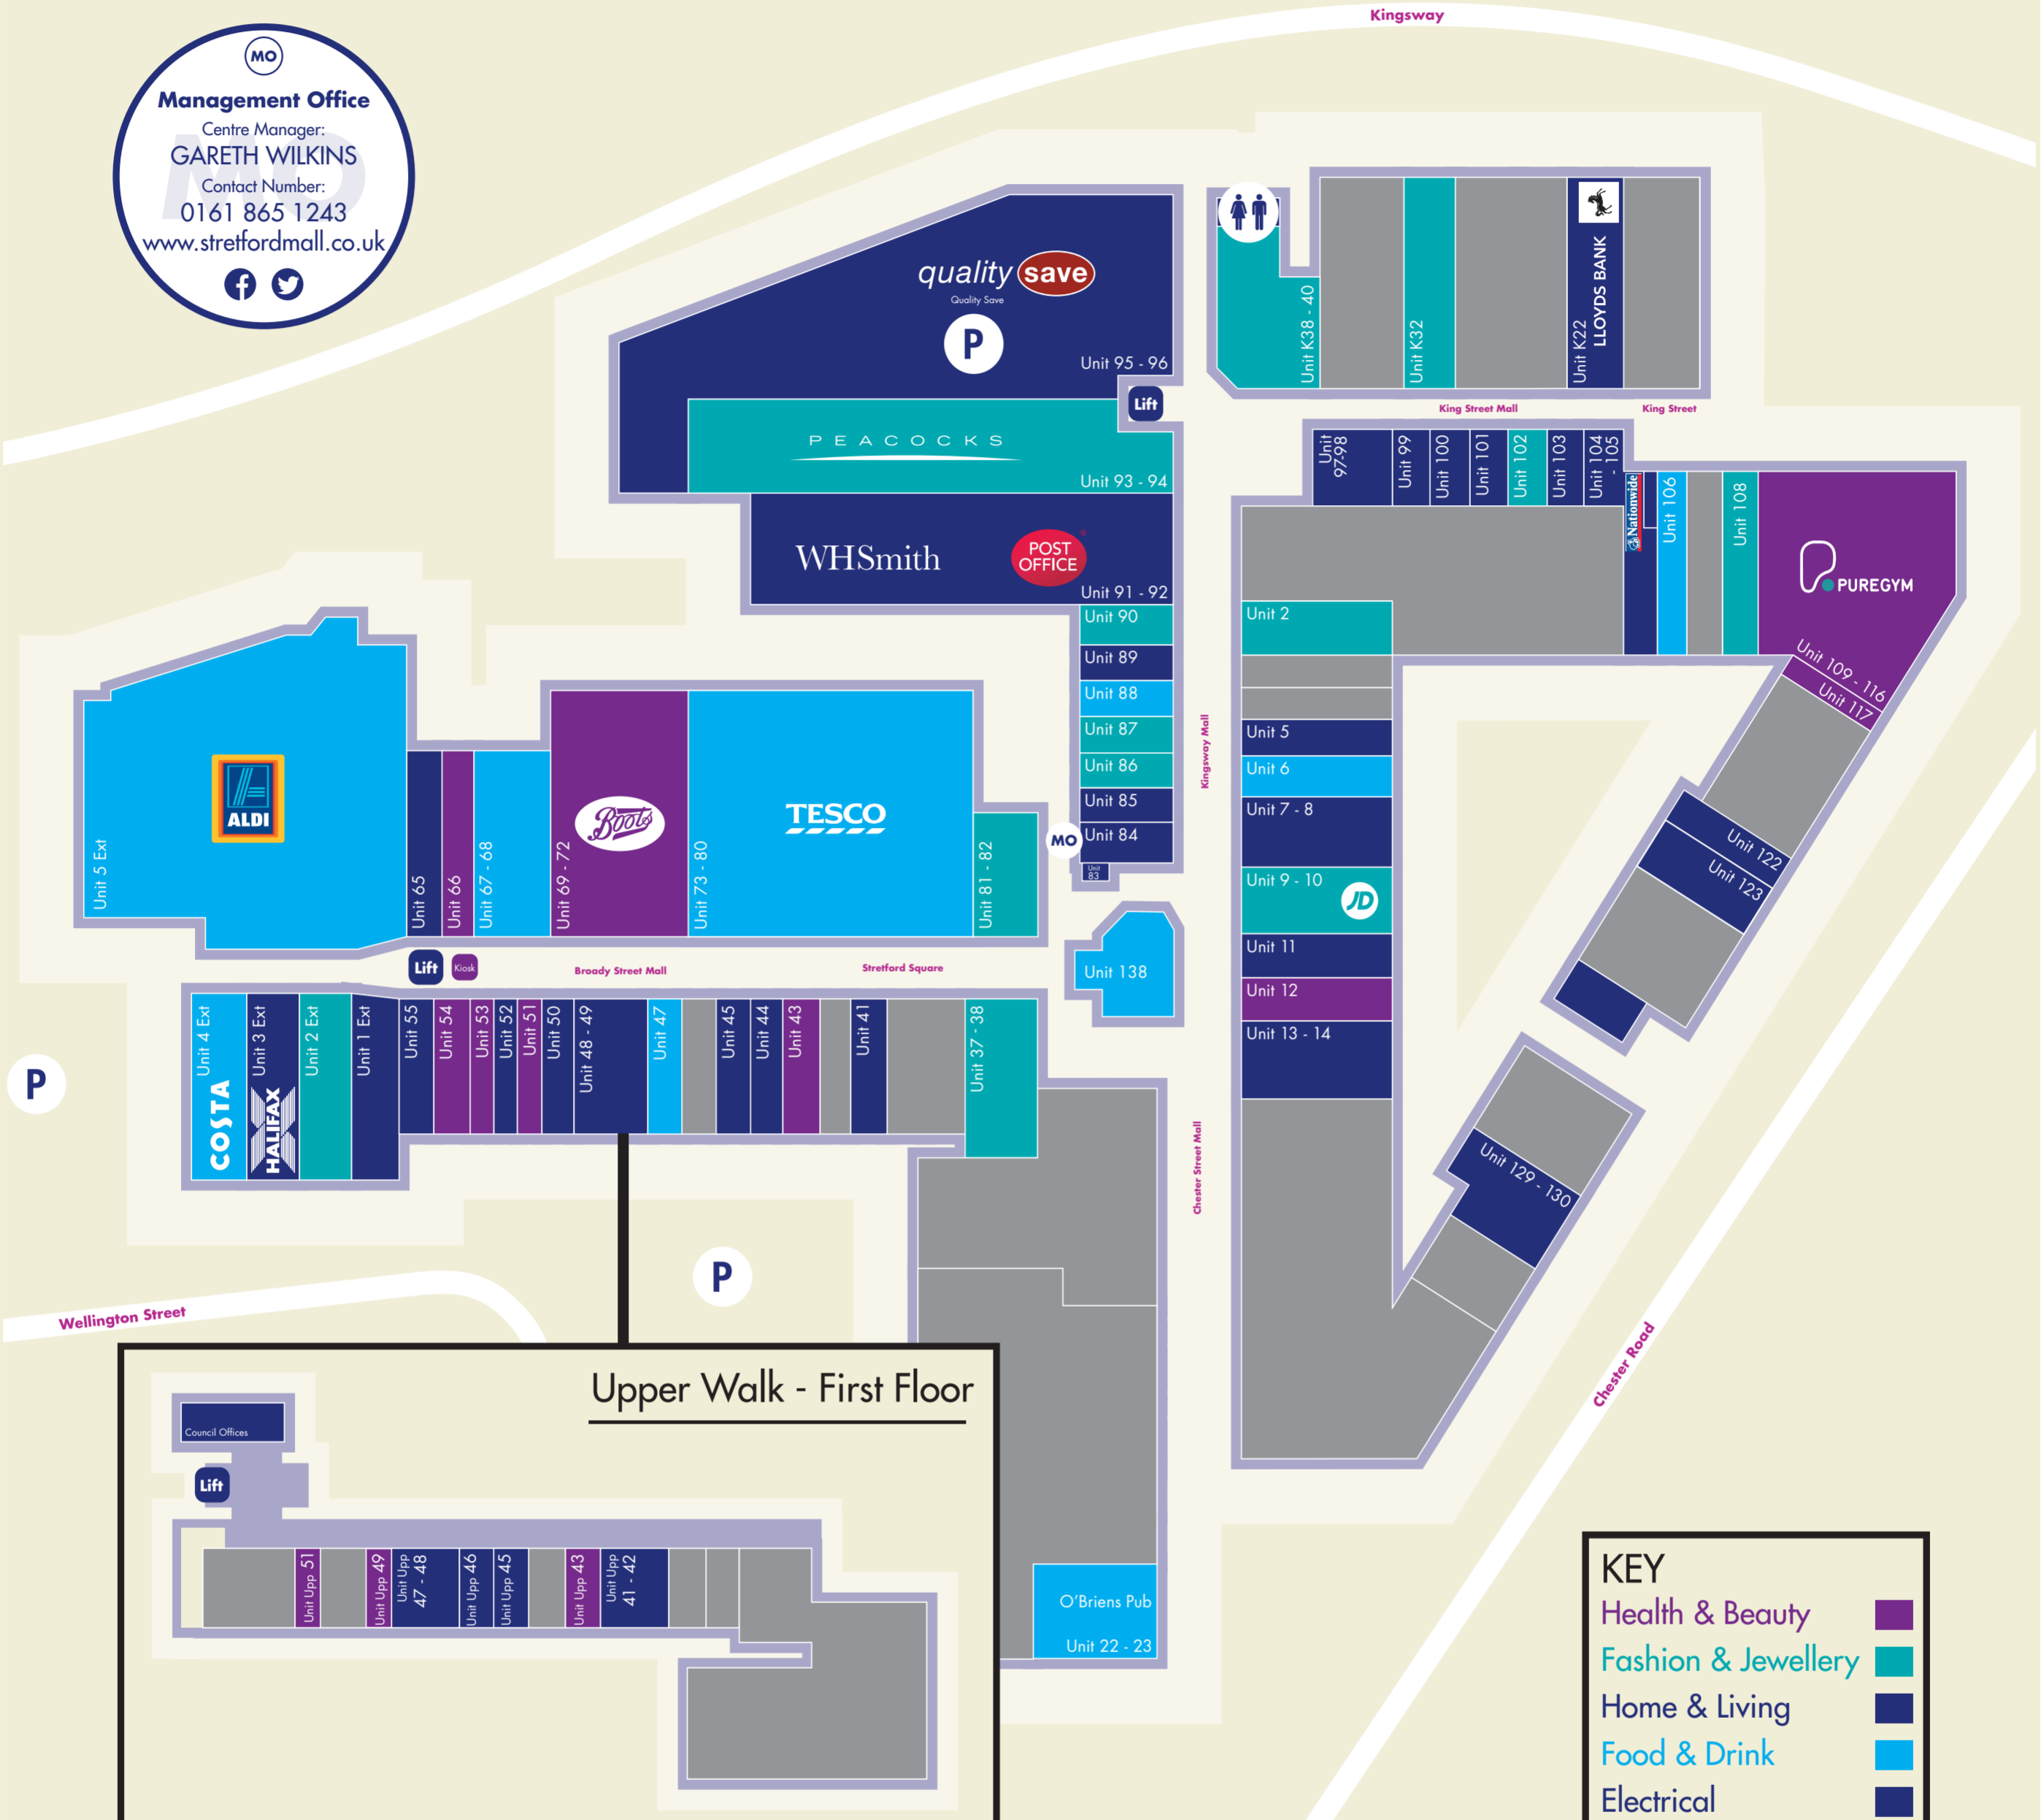 Kingsway
MO
Management Office
Centre Manager:
GARETH WILKINS
Contact Number:
0161 865 1243
www.stretfordmall.co.uk
MO
quality save
Quality Save
P
Unit 95 - 96
Lift
PEACOCKS
Unit 93 - 94
WHSmith
POST
OFFICE
Unit 91 - 92
Unit K38 - 40
Unit K32
Unit K22
LLOYDS BANK
King Street Mall
King Street
Unit
97-98
Unit 99
Unit 100
Unit 101
Unit 102
Unit 103
Unit 104
- 105
Nationwide
Unit 106
Unit 108
PUREGYM
Unit 109 - 116
Unit 117
Unit 90
Unit 89
Unit 88
Unit 87
Unit 86
Unit 85
Unit 84
Unit
83
MO
Kingsway Mall
Unit 2
Unit 5
Unit 6
Unit 7 - 8
Unit 9 - 10
JD
Unit 11
Unit 12
Unit 13 - 14
Unit 122
Unit 123
Unit 129 - 130
Unit 5 Ext
ALDI
Unit 65
Unit 66
Unit 67 - 68
Unit 69 - 72
Boots
Unit 73 - 80
TESCO
Unit 81 - 82
Lift
Kiosk
Broady Street Mall
Stretford Square
Unit 138
Unit 4 Ext
COSTA
Unit 3 Ext
HALIFAX
Unit 2 Ext
Unit 1 Ext
Unit 55
Unit 54
Unit 53
Unit 52
Unit 51
Unit 50
Unit 48 - 49
Unit 47
Unit 45
Unit 44
Unit 43
Unit 41
Unit 37 - 38
P
P
Chester Street Mall
Wellington Street
Chester Road
Upper Walk - First Floor
Council Offices
Lift
Unit Upp 51
Unit Upp 49
Unit Upp
47 - 48
Unit Upp 46
Unit Upp 45
Unit Upp 43
Unit Upp
41 - 42
O'Briens Pub
Unit 22 - 23
KEY
Health & Beauty
Fashion & Jewellery
Home & Living
Food & Drink
Electrical